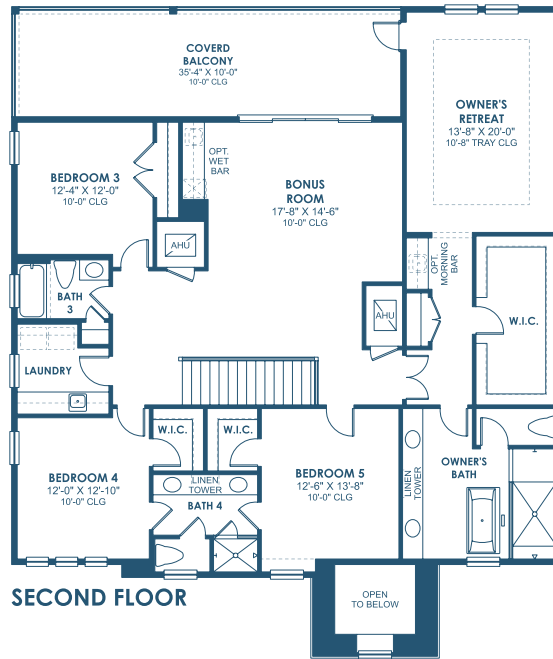 COVERD
BALCONY
35'-4" X 10'-0"
10'-0" CLG
OWNER'S
RETREAT
13'-8" X 20'-0"
10'-8" TRAY CLG
OPT.
WET
BAR
BEDROOM 3
12'-4" X 12'-0"
10'-0" CLG
BONUS
ROOM
17'-8" X 14'-6"
10'-0" CLG
AHU
OPT.
MORNING
BAR
BATH
3
AHU
W.I.C.
LAUNDRY
W.I.C.
W.I.C.
BEDROOM 4
12'-0" X 12'-10"
10'-0" CLG
LINEN
TOWER
BATH 4
BEDROOM 5
12'-6" X 13'-8"
10'-0" CLG
LINEN
TOWER
OWNER'S
BATH
SECOND FLOOR
OPEN
TO BELOW